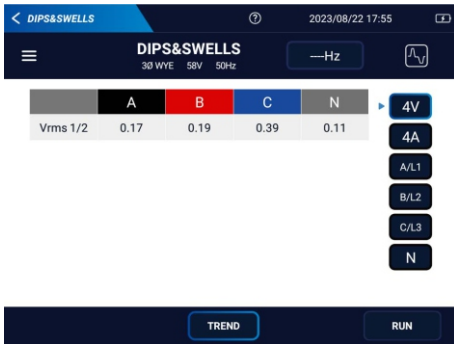 DIPS&SWELLS 2023/08/22 17:55
DIPS&SWELLS
3Ø WYE 58V 50Hz
----Hz
A B C N
Vrms 1/2 0.17 0.19 0.39 0.11
4V
4A
A/L1
B/L2
C/L3
N
TREND
RUN